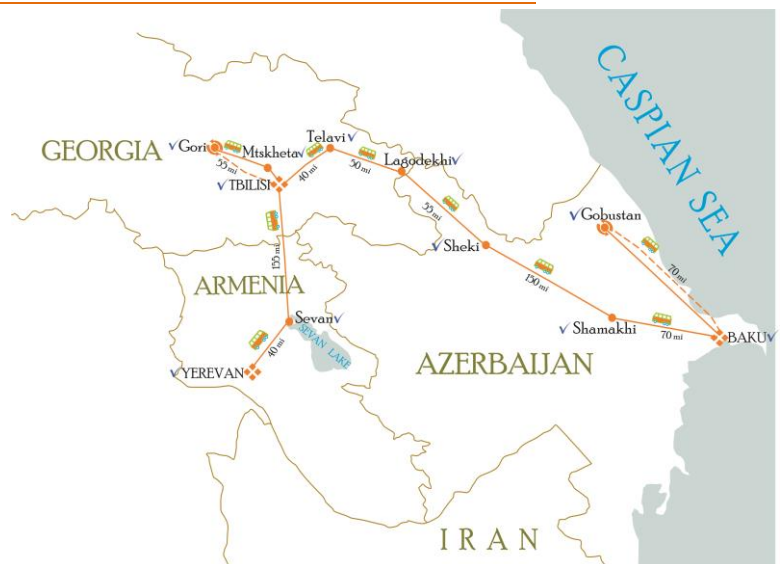 CASPIAN SEA
GEORGIA
Gori
Mtskheta
Telavi
Lagodekhi
TBILISI
55 mi
40 mi
50 mi
55 mi
155 mi
Gobustan
Sheki
70 mi
ARMENIA
150 mi
Sevan
SEVAN LAKE
40 mi
YEREVAN
Shamakhi
70 mi
BAKU
AZERBAIJAN
IRAN